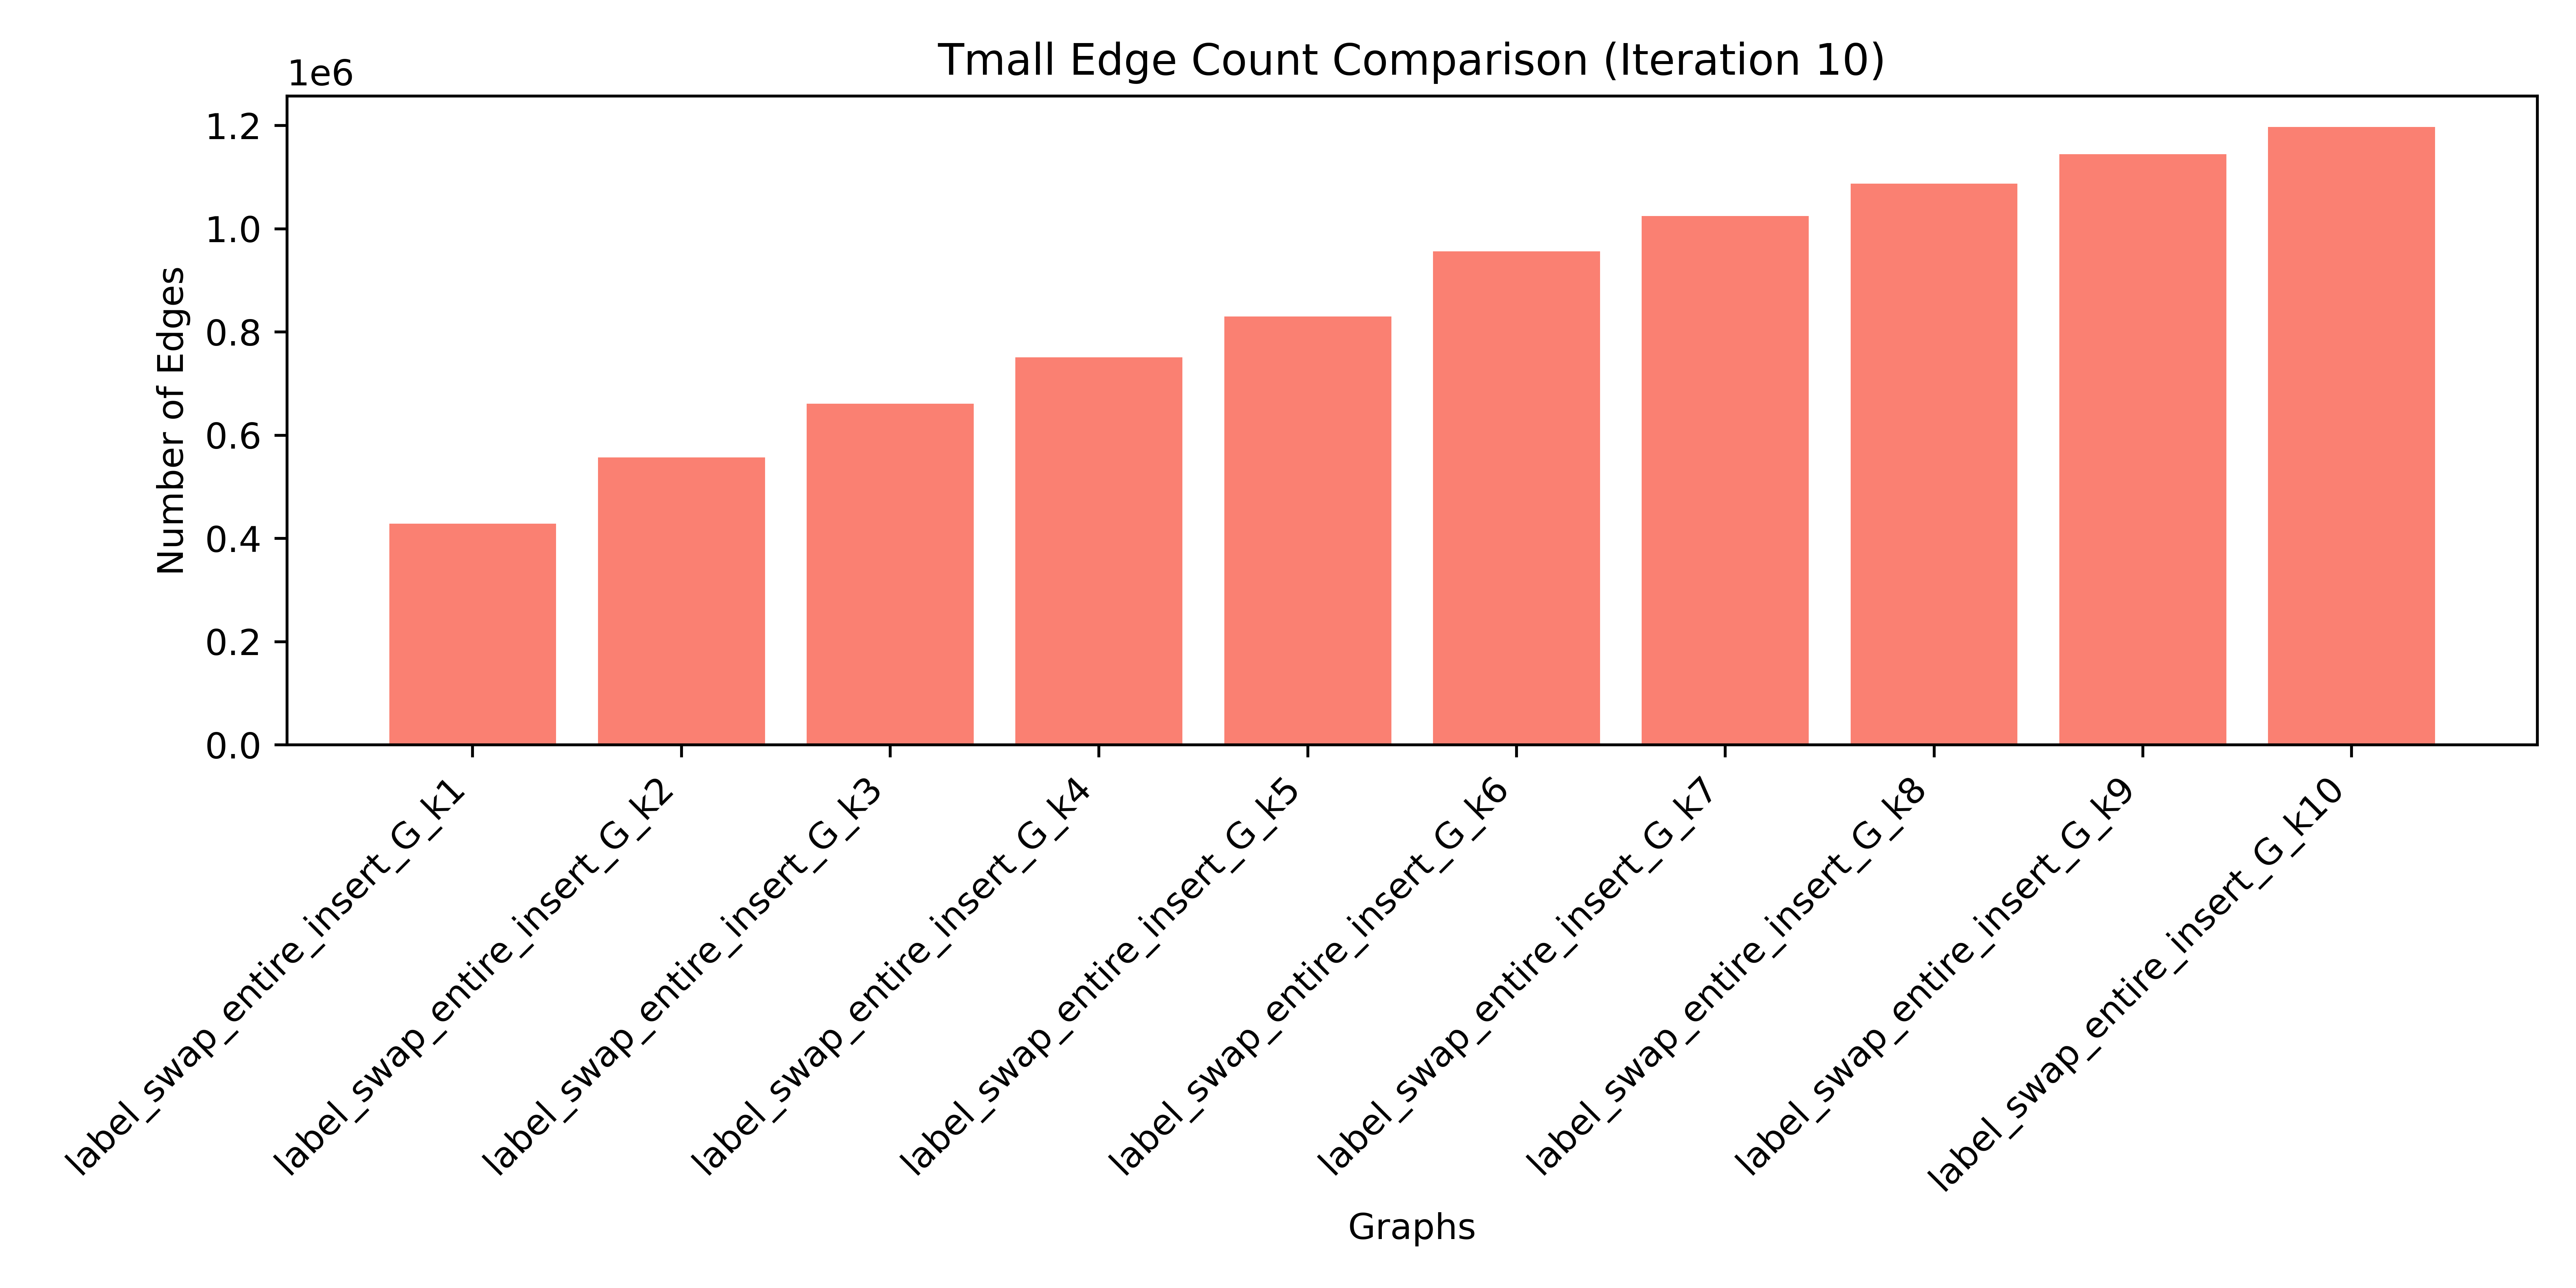 Tmall Edge Count Comparison (Iteration 10)
1e6
Number of Edges
1.2
1.0
0.8
0.6
0.4
0.2
0.0
label_swap_entire_insert_G_k1
label_swap_entire_insert_G_k2
label_swap_entire_insert_G_k3
label_swap_entire_insert_G_k4
label_swap_entire_insert_G_k5
label_swap_entire_insert_G_k6
label_swap_entire_insert_G_k7
label_swap_entire_insert_G_k8
label_swap_entire_insert_G_k9
label_swap_entire_insert_G_k10
Graphs